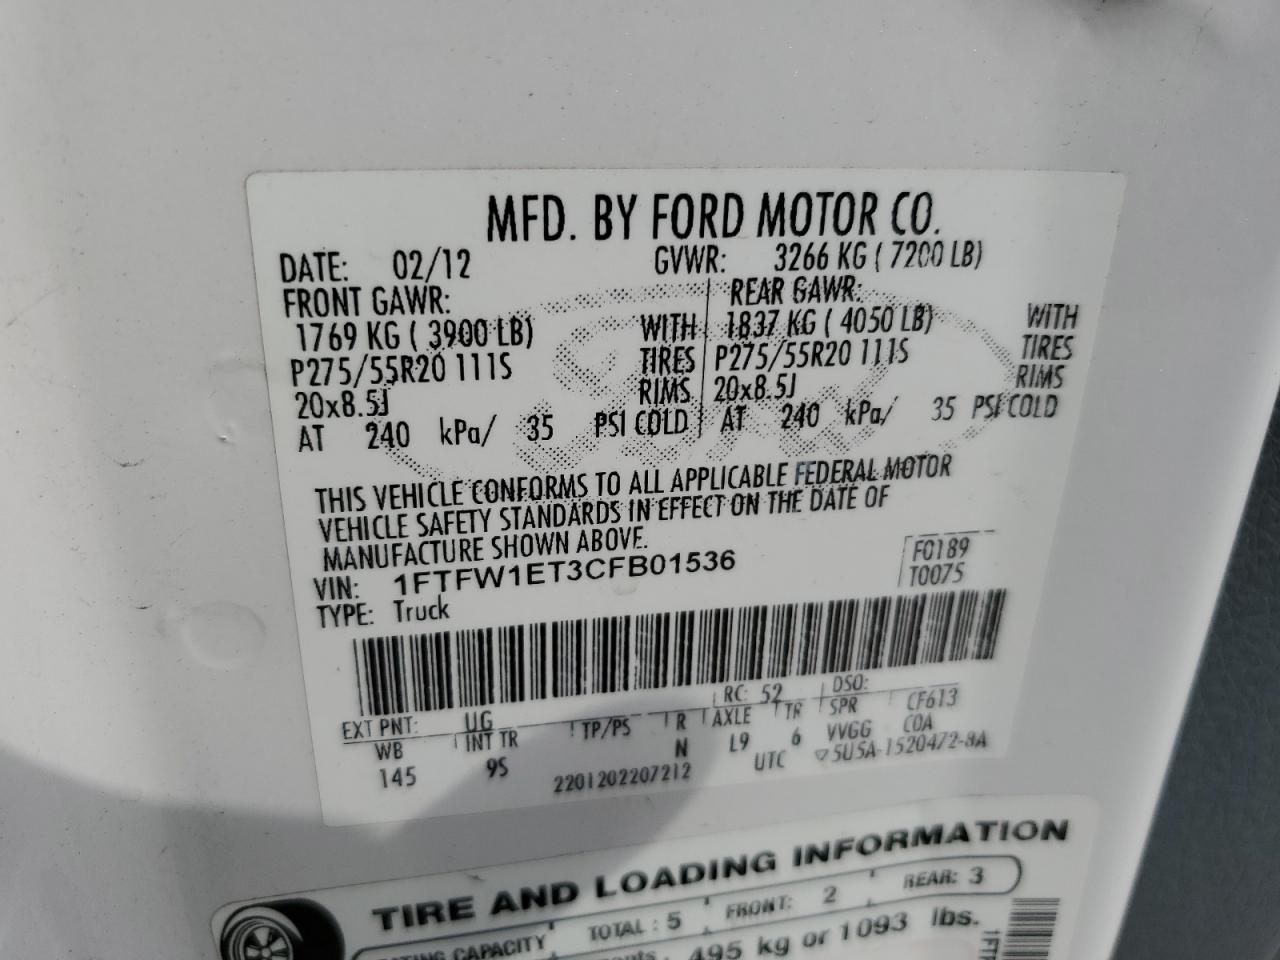 MFD. BY FORD MOTOR CO.
DATE: 02/12 GVWR: 3266 KG ( 7200 LB)
FRONT GAWR: REAR GAWR:
1769 KG ( 3900 LB) WITH 1837 KG ( 4050 LB) WITH
P275/55R20 111S TIRES P275/55R20 111S TIRES
20x8.5J RIMS 20x8.5J RIMS
AT 240 kPa/ 35 PSI COLD AT 240 kPa/ 35 PSI COLD
THIS VEHICLE CONFORMS TO ALL APPLICABLE FEDERAL MOTOR
VEHICLE SAFETY STANDARDS IN EFFECT ON THE DATE OF
MANUFACTURE SHOWN ABOVE.
VIN: 1FTFW1ET3CFB01536 F0189
TYPE: Truck T0075
EXT PNT: UG RC: 52 DSO:
WB INT TR TP/PS R AXLE TR SPR CF613
145 9S N L9 6 VVGG COA
2201202207212 UTC ▽5U5A-1520472-8A
TIRE AND LOADING INFORMATION
CAPACITY TOTAL : 5 FRONT: 2 REAR: 3
495 kg or 1093 lbs.